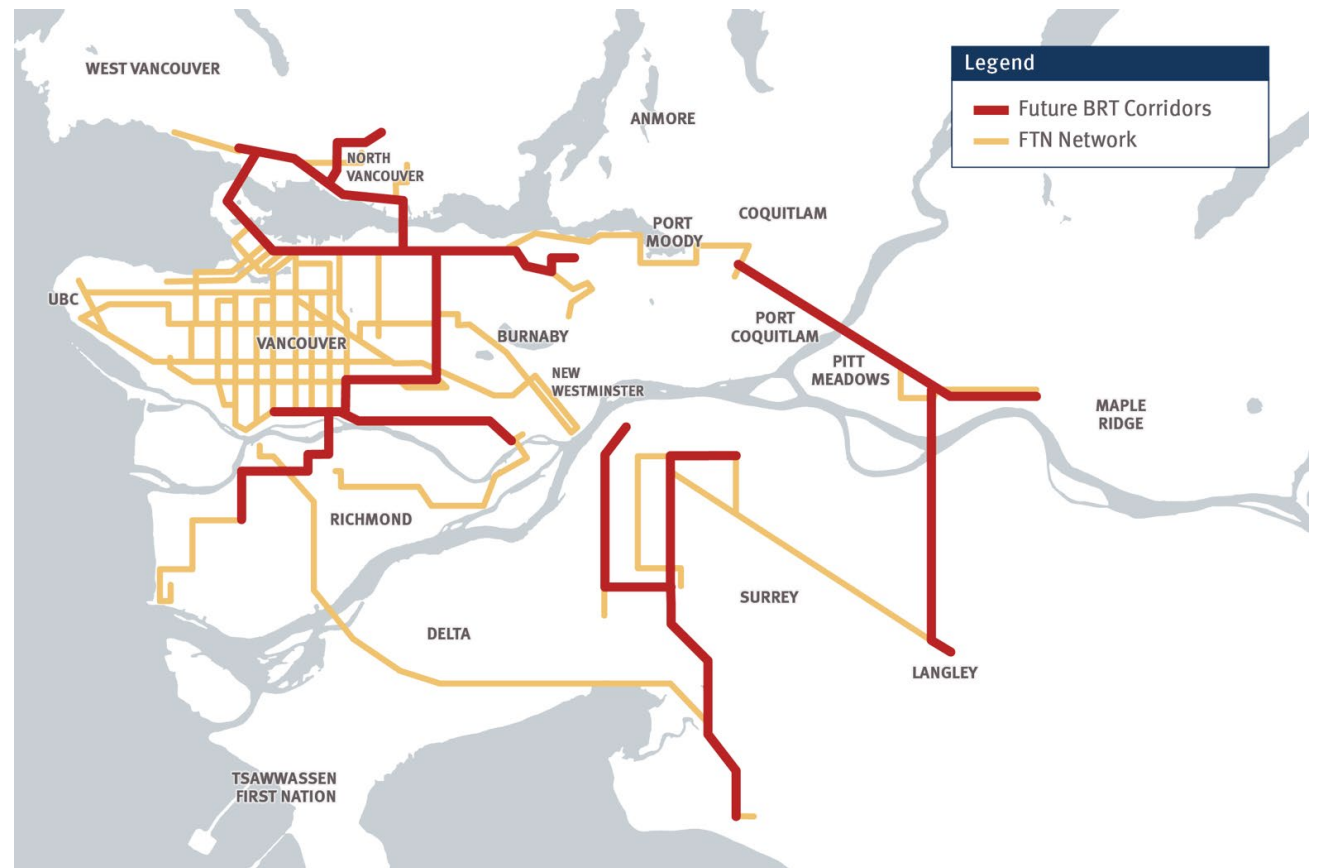 Legend
WEST VANCOUVER
Future BRT Corridors
ANMORE
FTN Network
NORTH
VANCOUVER
COQUITLAM
PORT
MOODY
UBC
PORT
COQUITLAM
BURNABY
VANCOUVER
PITT
MEADOWS
NEW
WESTMINSTER
MAPLE
RIDGE
RICHMOND
SURREY
DELTA
LANGLEY
TSAWWASSEN
FIRST NATION